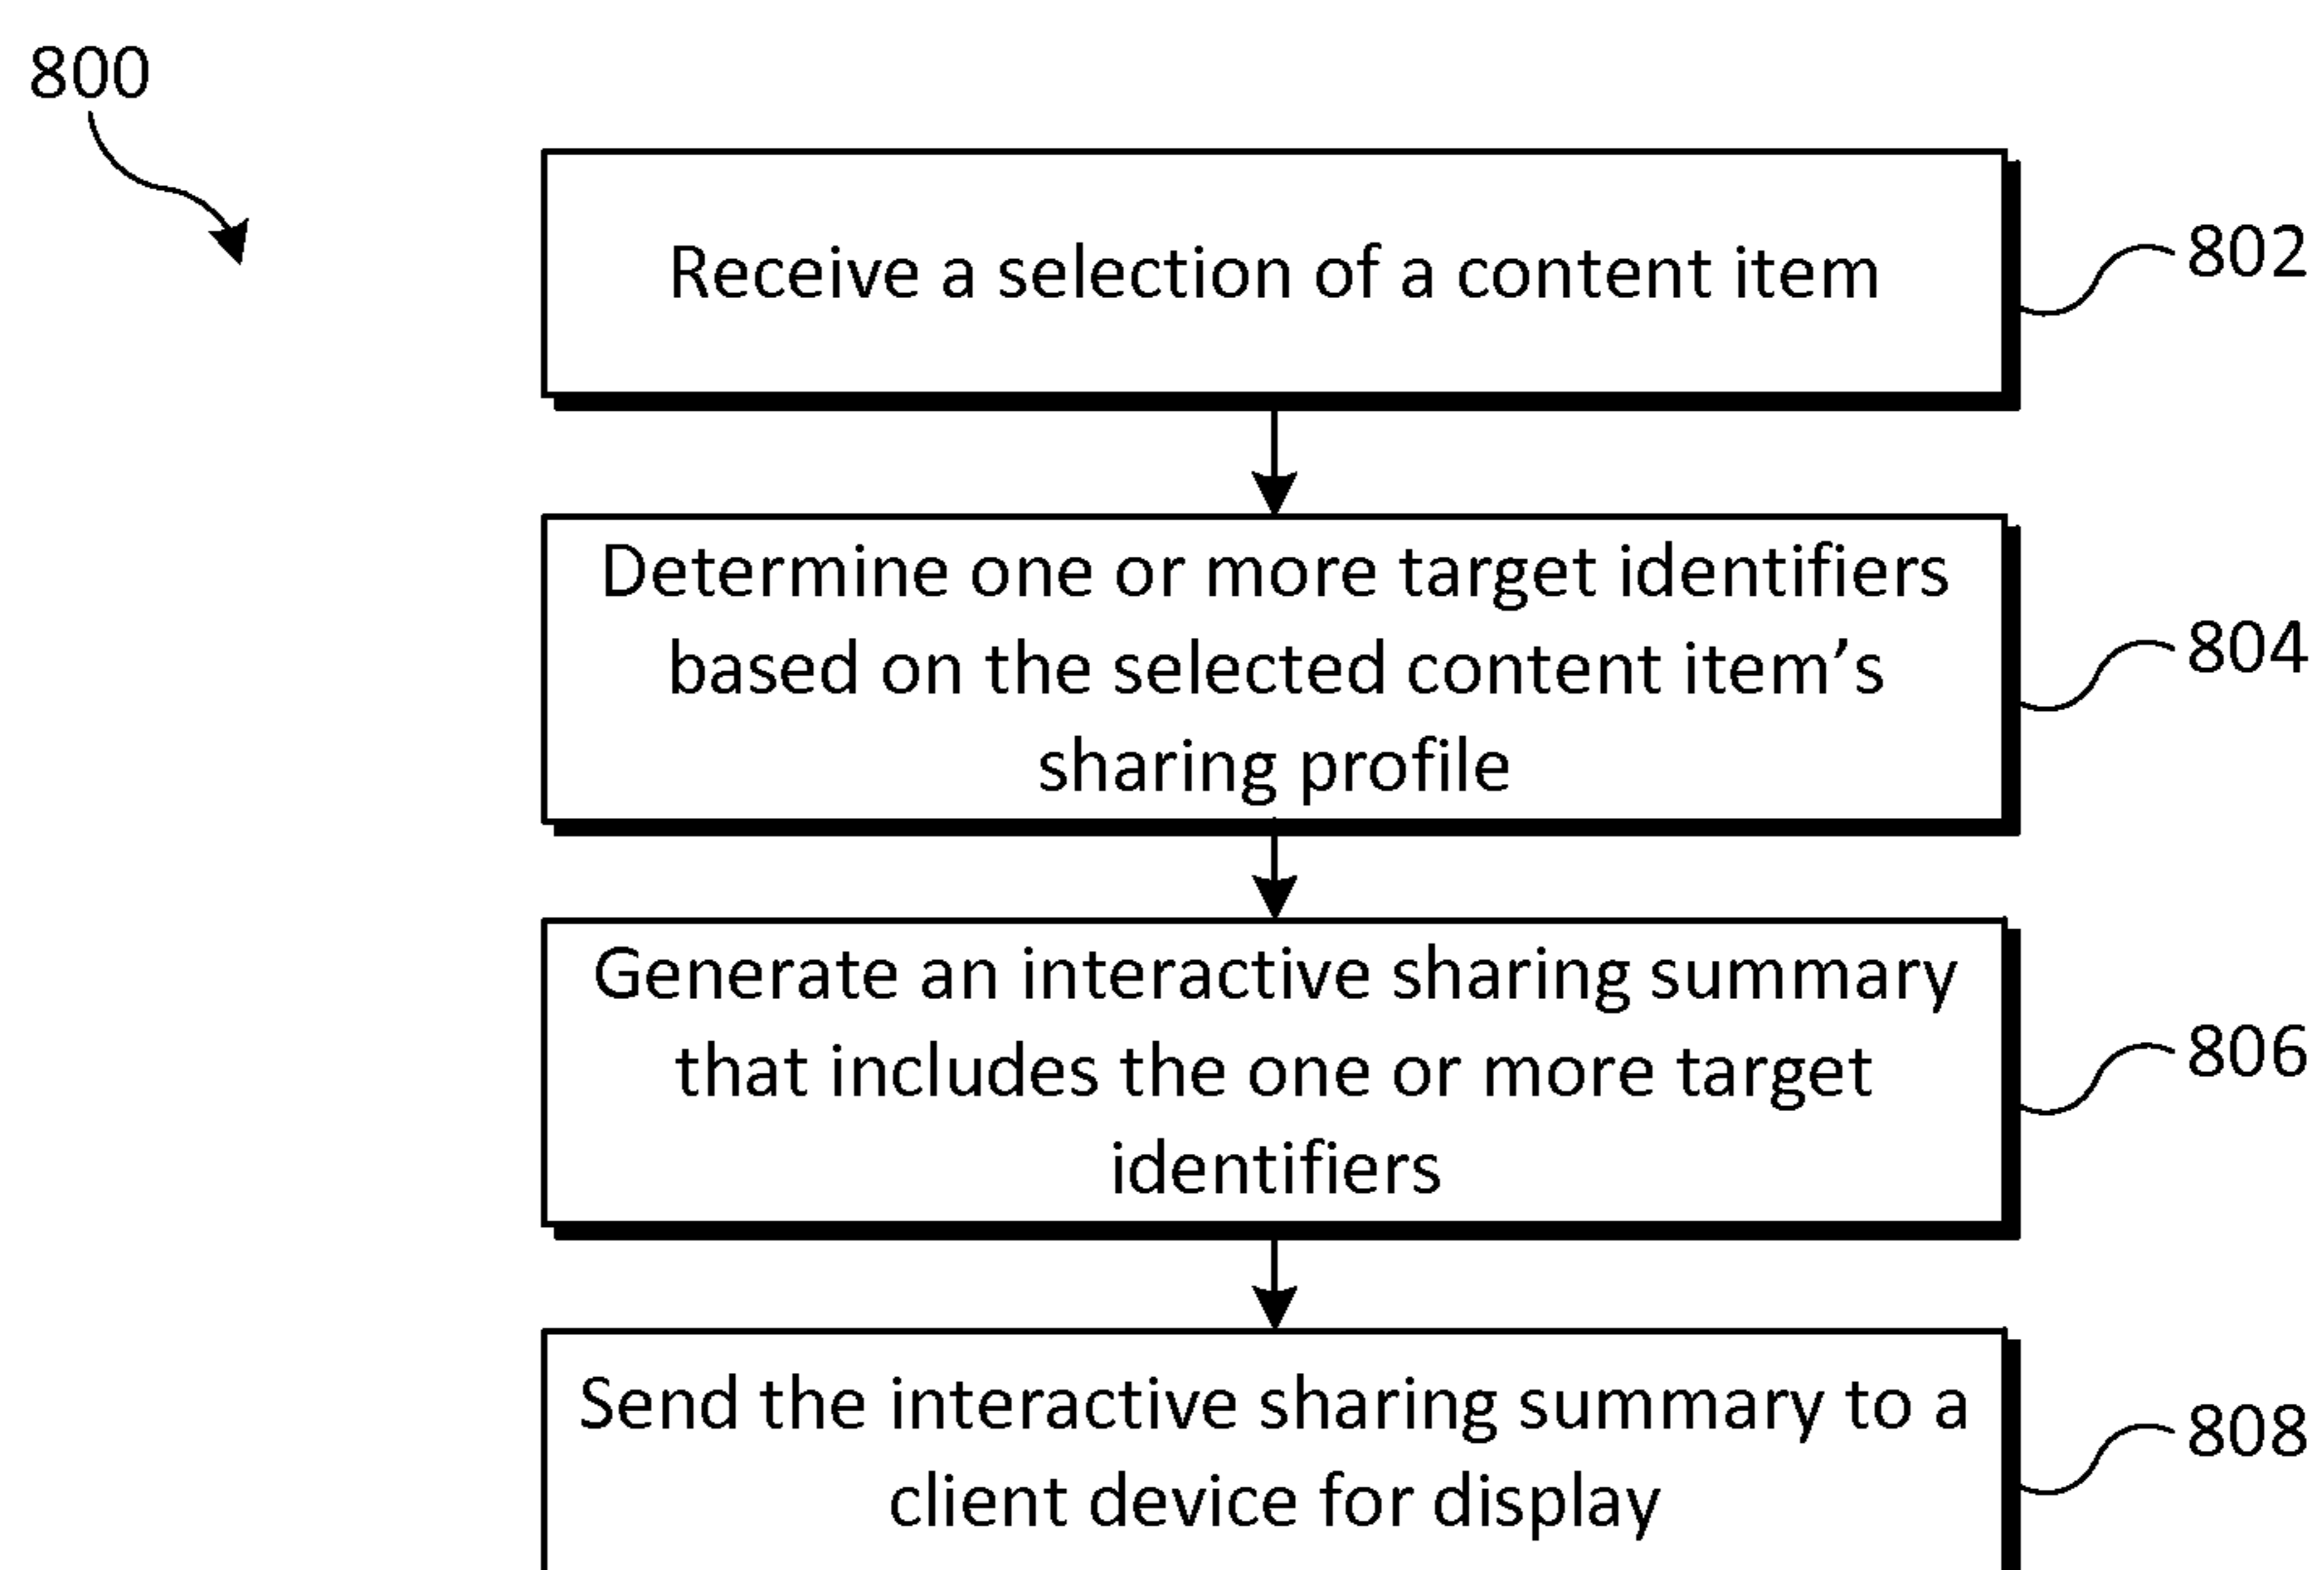 800
Receive a selection of a content item
802
Determine one or more target identifiers
based on the selected content item’s
sharing profile
804
Generate an interactive sharing summary
that includes the one or more target
identifiers
806
Send the interactive sharing summary to a
client device for display
808